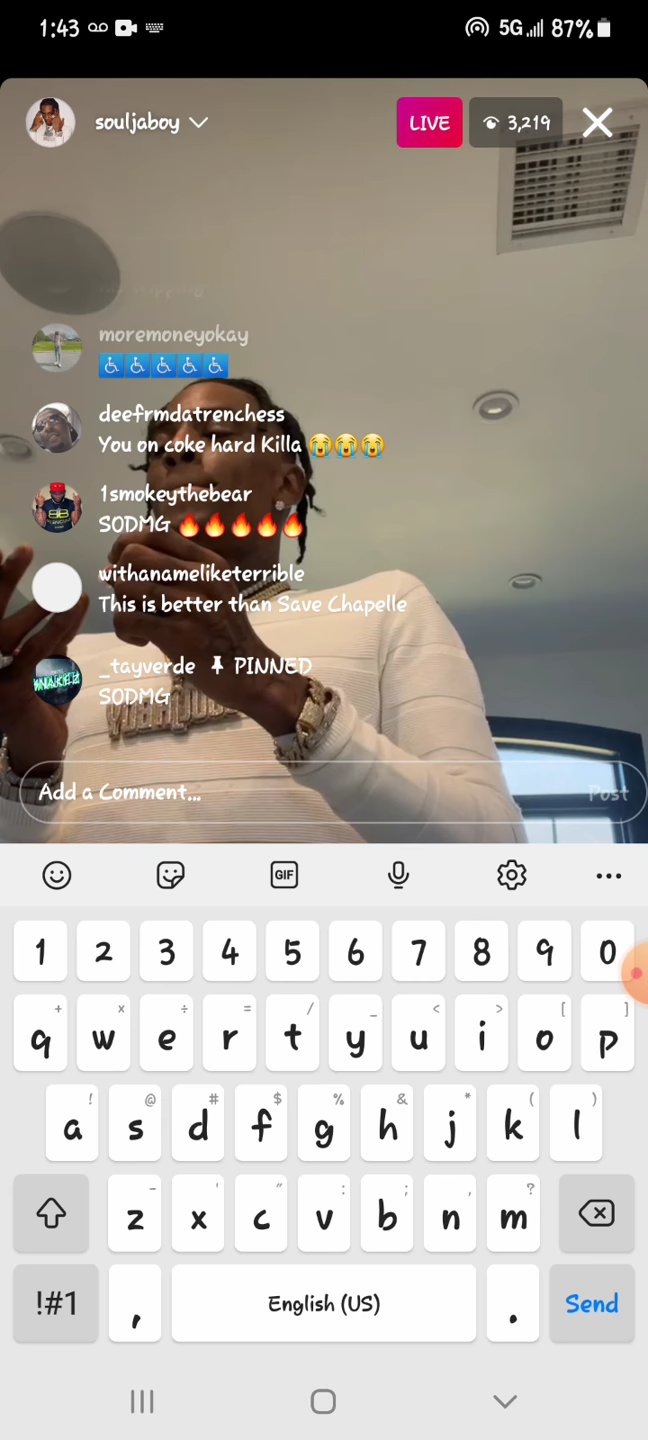 1:43
5G 87%
souljaboy
LIVE
3,219
moremoneyokay
♿♿♿♿♿
deefrmdatrenchess
You on coke hard Killa 😭😭😭
1smokeythebear
SODMG 🔥🔥🔥🔥🔥
withanameliketerrible
This is better than Save Chapelle
_tayverde 📌 PINNED
SODMG
Add a Comment...
Post
GIF
1 2 3 4 5 6 7 8 9 0
+ × ÷ = / _ < > [ ]
q w e r t y u i o p
! @ # $ % & * ( )
a s d f g h j k l
- ' " : ; , ?
z x c v b n m
!#1 , English (US) . Send